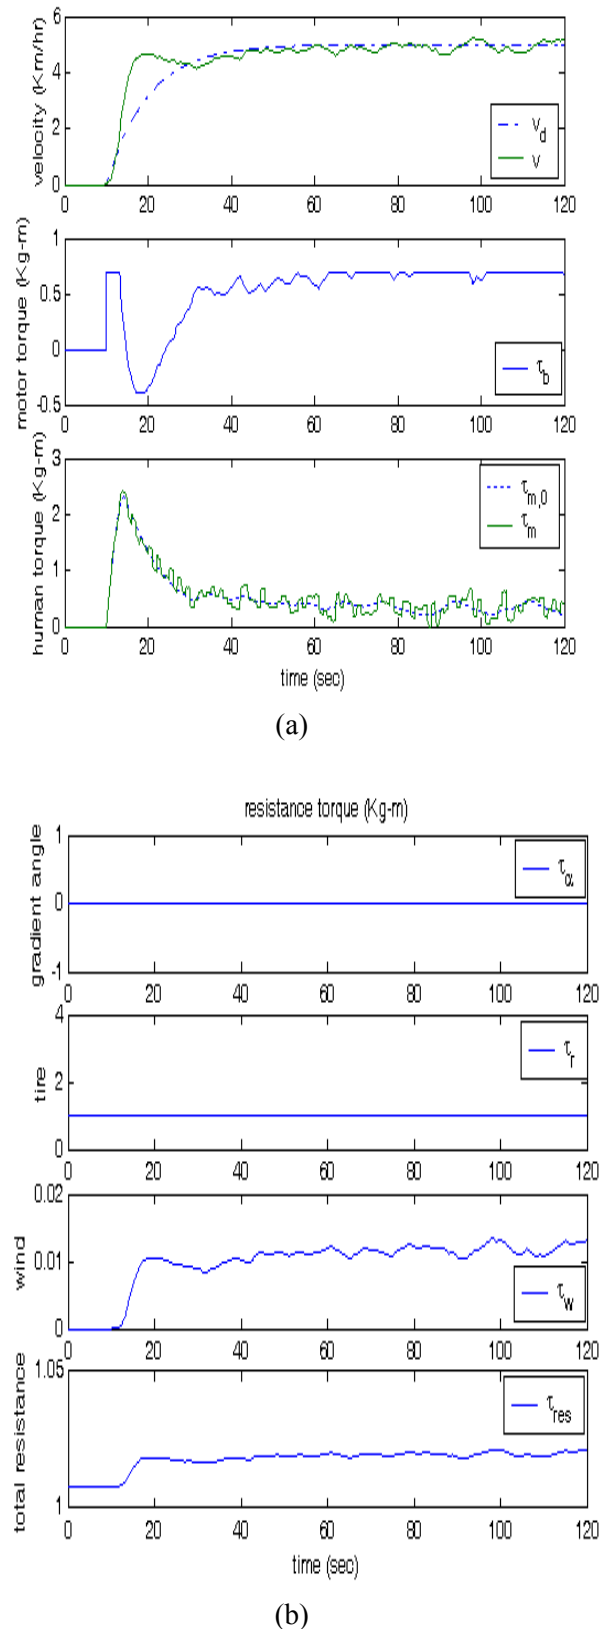 velocity (Km/hr)
6
4
2
0
v_d
v
0 20 40 60 80 100 120
motor torque (Kg-m)
1
0.5
0
-0.5
τ_b
0 20 40 60 80 100 120
human torque (Kg-m)
3
2
1
0
τ_m,0
τ_m
0 20 40 60 80 100 120
time (sec)
(a)
resistance torque (Kg-m)
gradient angle
1
0
-1
τ_α
0 20 40 60 80 100 120
tire
4
2
0
τ_r
0 20 40 60 80 100 120
wind
0.02
0.01
0
τ_w
0 20 40 60 80 100 120
total resistance
1.05
1
τ_res
0 20 40 60 80 100 120
time (sec)
(b)